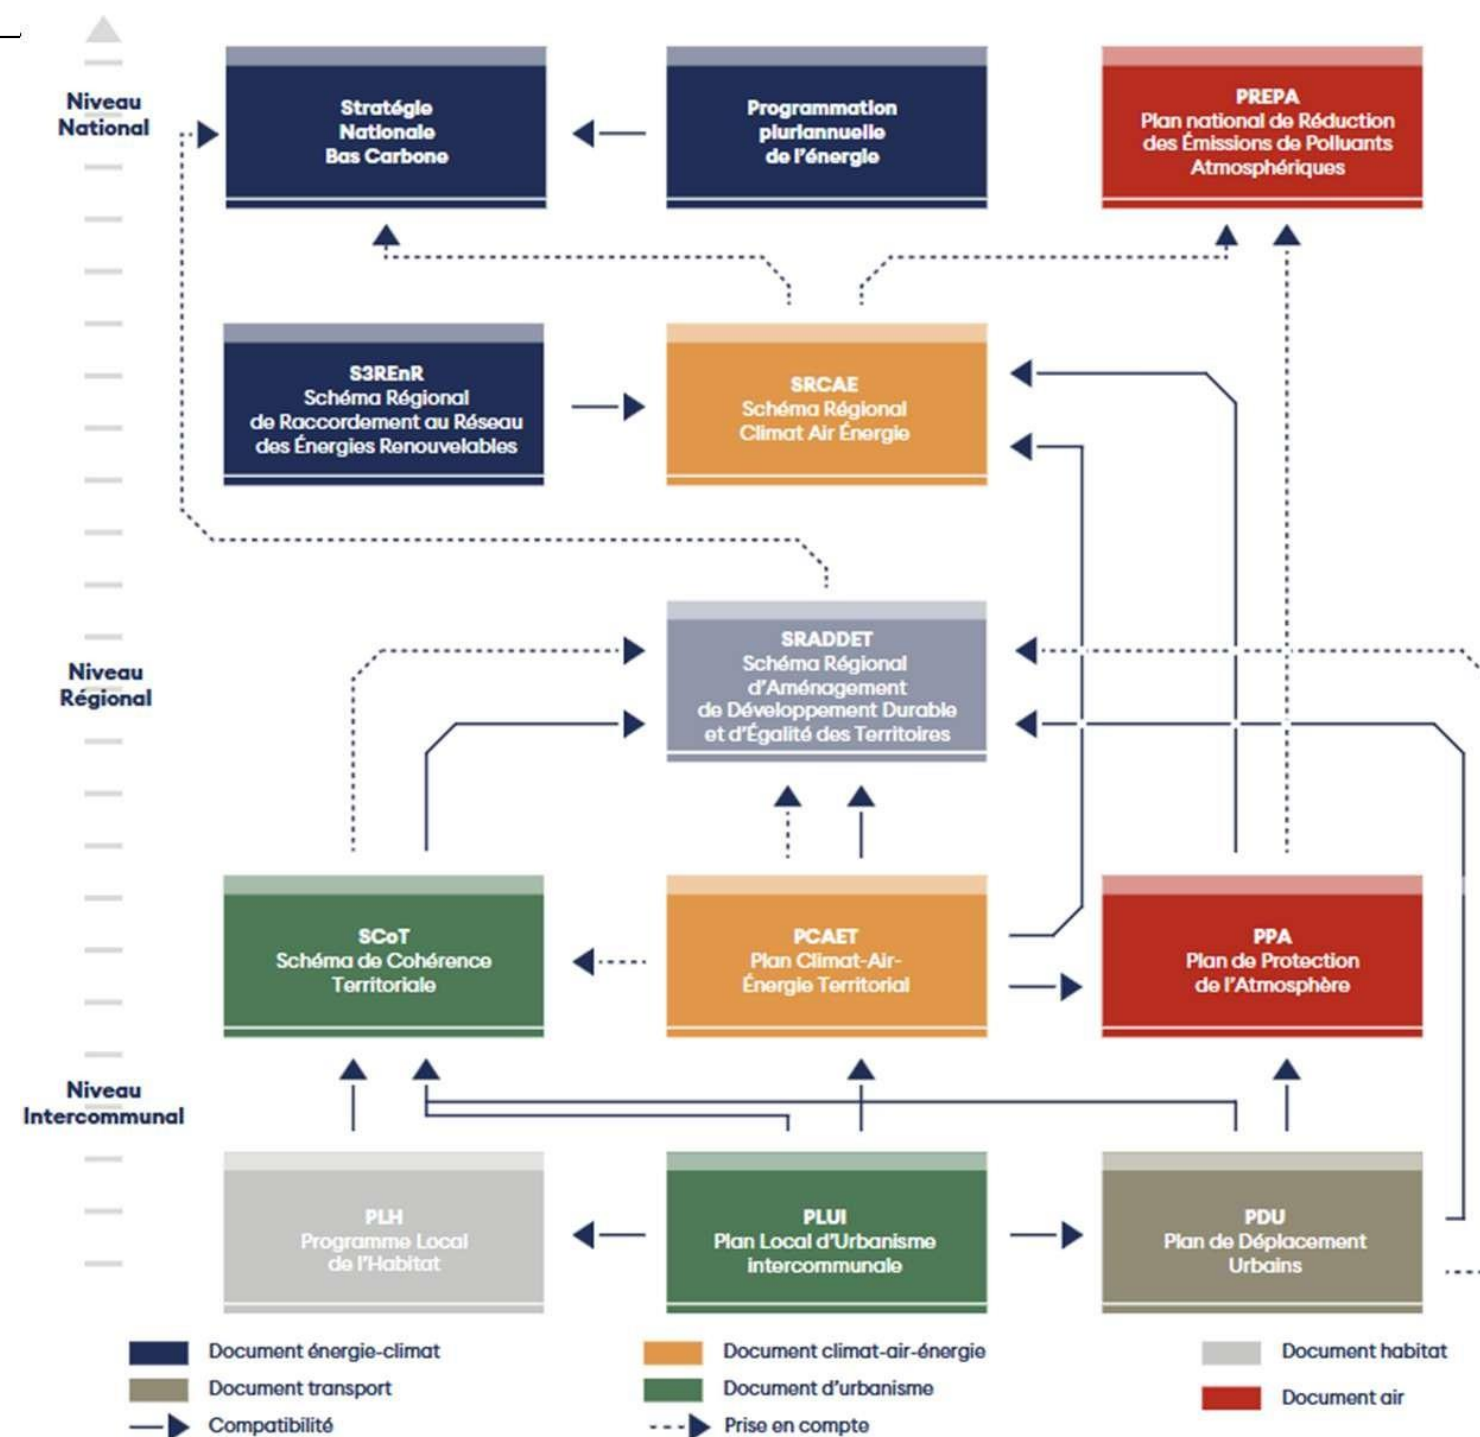 Niveau
National
Stratégie
Nationale
Bas Carbone
Programmation
pluriannuelle
de l'énergie
PREPA
Plan national de Réduction
des Émissions de Polluants
Atmosphériques
S3REnR
Schéma Régional
de Raccordement au Réseau
des Énergies Renouvelables
SRCAE
Schéma Régional
Climat Air Énergie
Niveau
Régional
SRADDET
Schéma Régional
d'Aménagement
de Développement Durable
et d'Égalité des Territoires
SCoT
Schéma de Cohérence
Territoriale
PCAET
Plan Climat-Air-
Énergie Territorial
PPA
Plan de Protection
de l'Atmosphère
Niveau
Intercommunal
PLH
Programme Local
de l'Habitat
PLUI
Plan Local d'Urbanisme
intercommunale
PDU
Plan de Déplacement
Urbains
Document énergie-climat
Document climat-air-énergie
Document habitat
Document transport
Document d'urbanisme
Document air
Compatibilité
Prise en compte